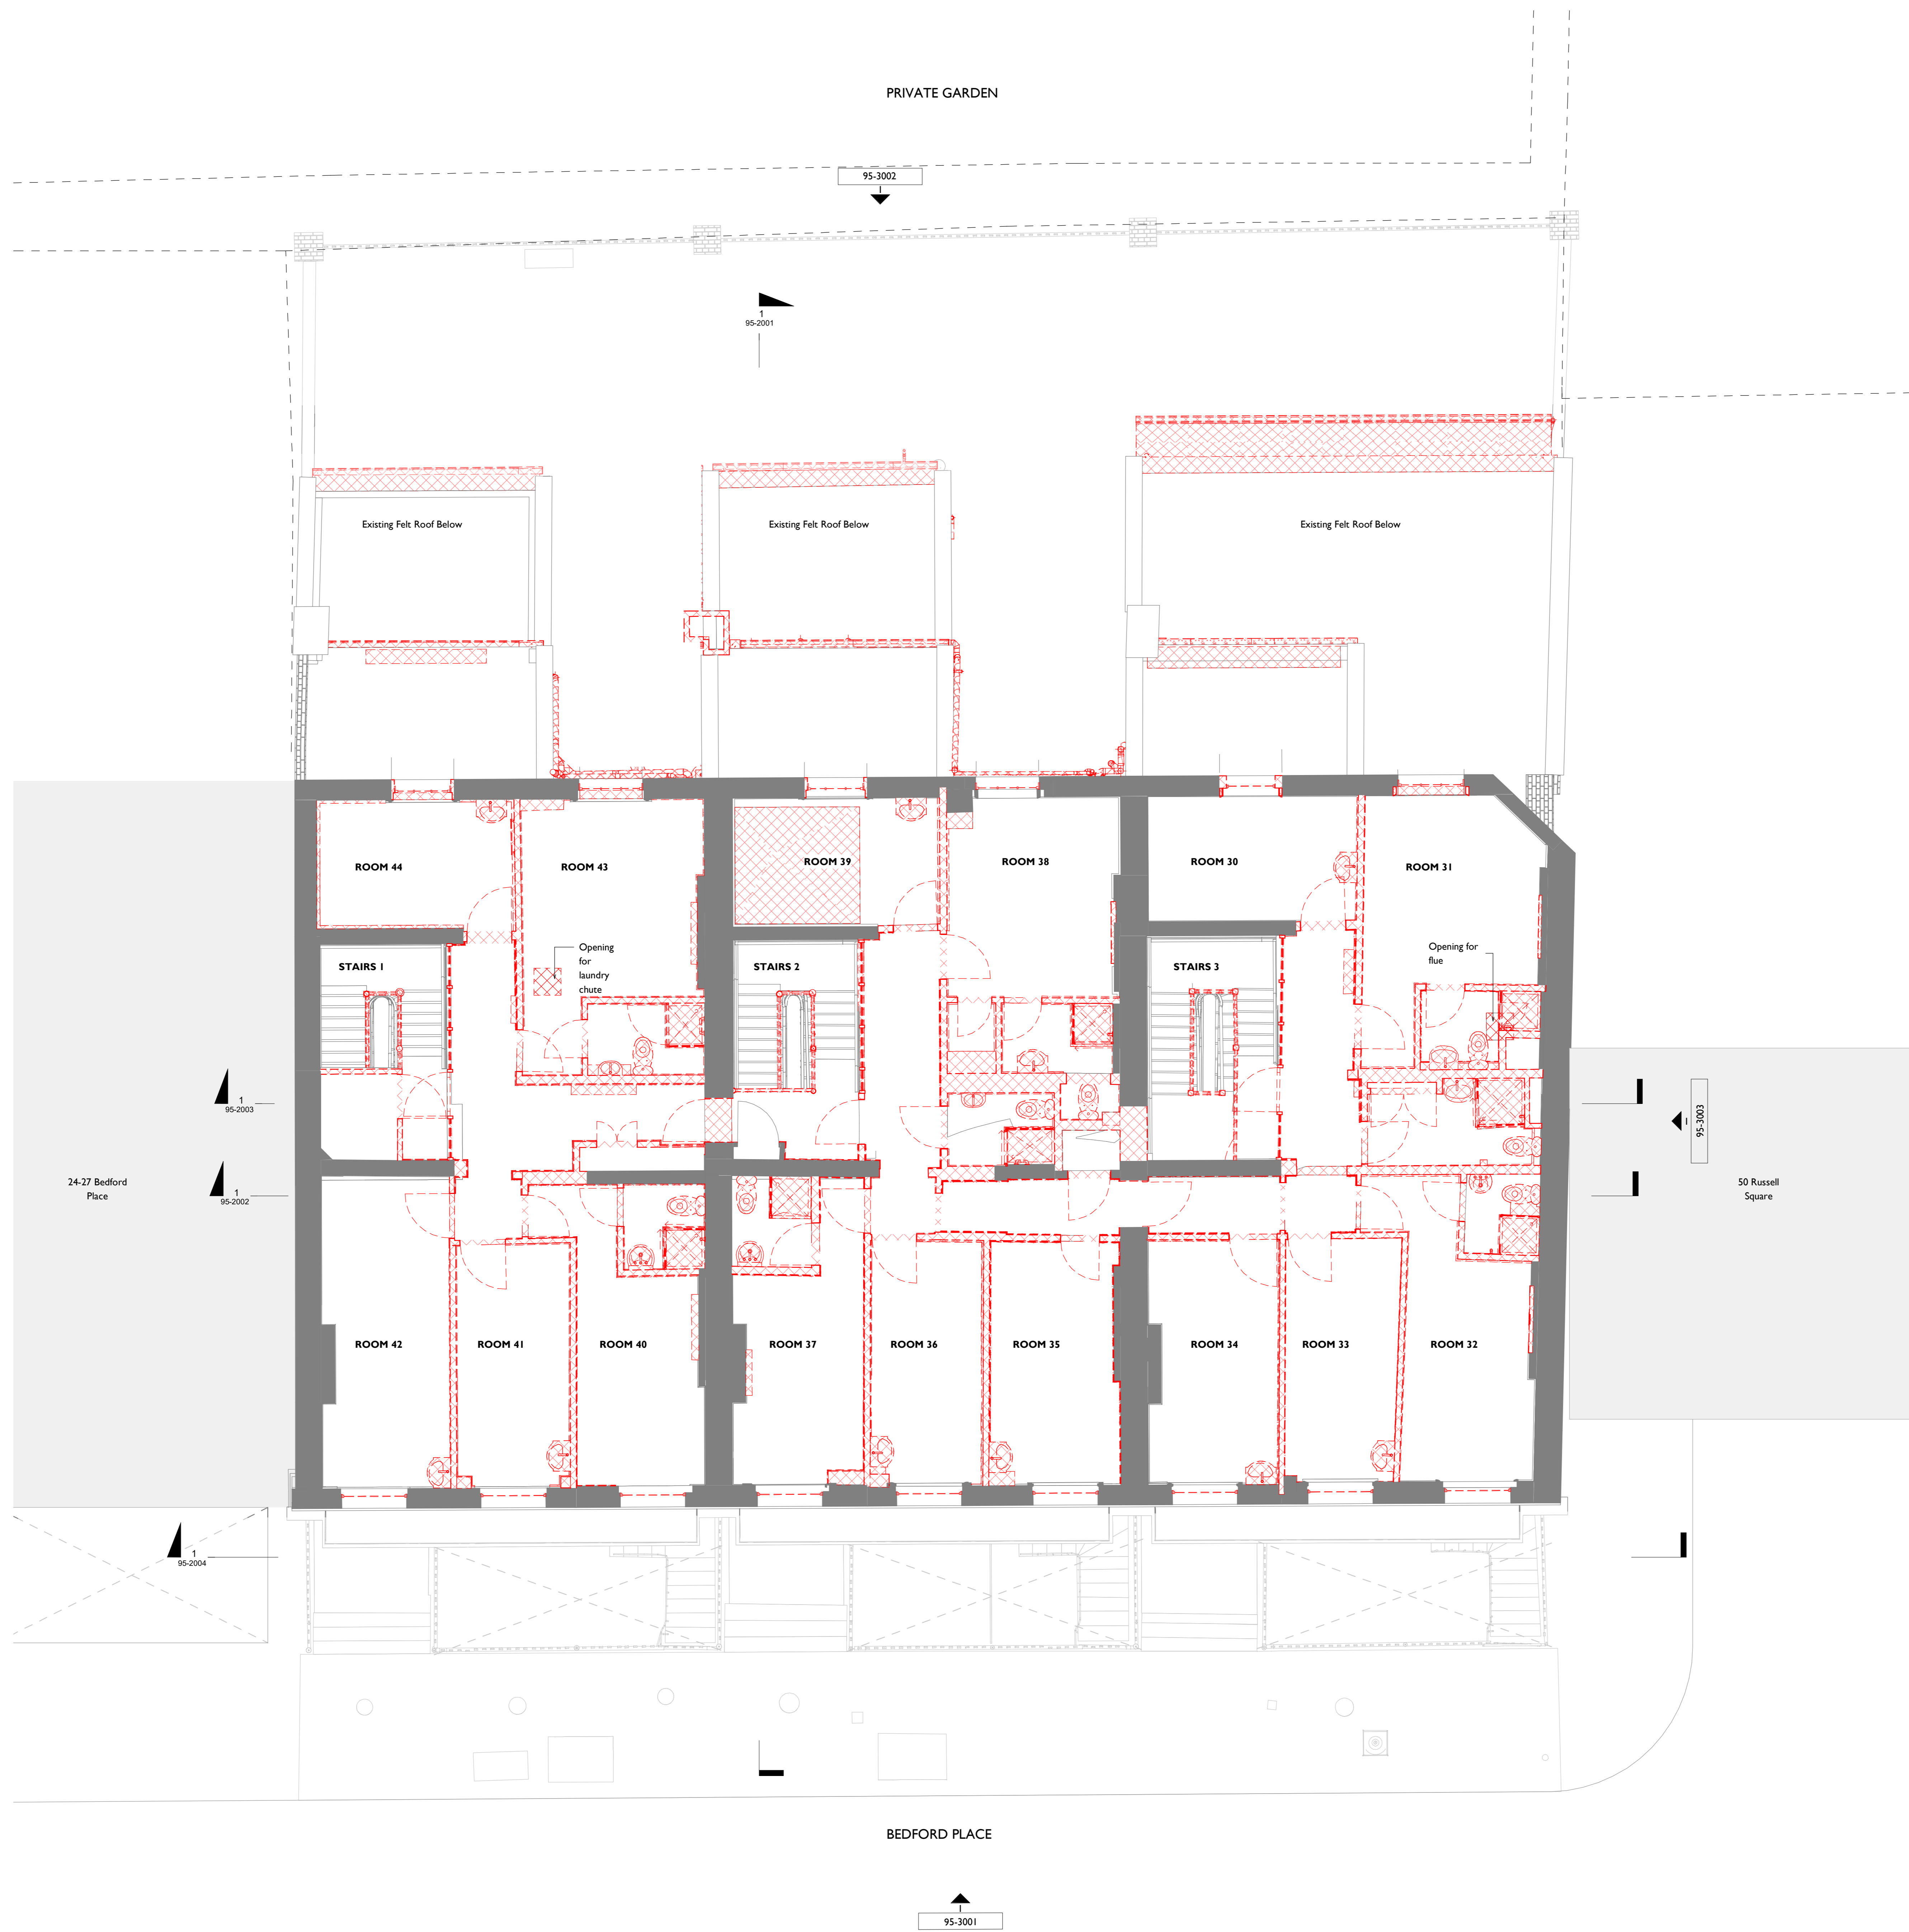 PRIVATE GARDEN
95-3002
1
95-2001
Existing Felt Roof Below
Existing Felt Roof Below
Existing Felt Roof Below
ROOM 44
ROOM 43
ROOM 39
ROOM 38
ROOM 30
ROOM 31
Opening
for
laundry
chute
Opening for
flue
STAIRS 1
STAIRS 2
STAIRS 3
1
95-2003
1
95-3003
24-27 Bedford
Place
1
95-2002
50 Russell
Square
ROOM 42
ROOM 41
ROOM 40
ROOM 37
ROOM 36
ROOM 35
ROOM 34
ROOM 33
ROOM 32
1
95-2004
BEDFORD PLACE
95-3001